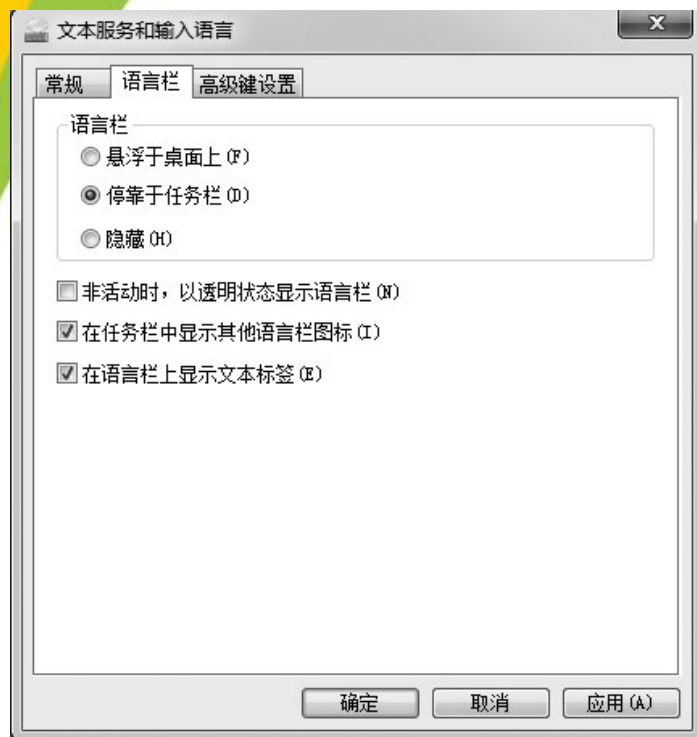 文本服务和输入语言
常规 语言栏 高级键设置
语言栏
悬浮于桌面上(F)
停靠于任务栏(D)
隐藏(H)
非活动时，以透明状态显示语言栏(N)
在任务栏中显示其他语言栏图标(I)
在语言栏上显示文本标签(E)
确定 取消 应用(A)